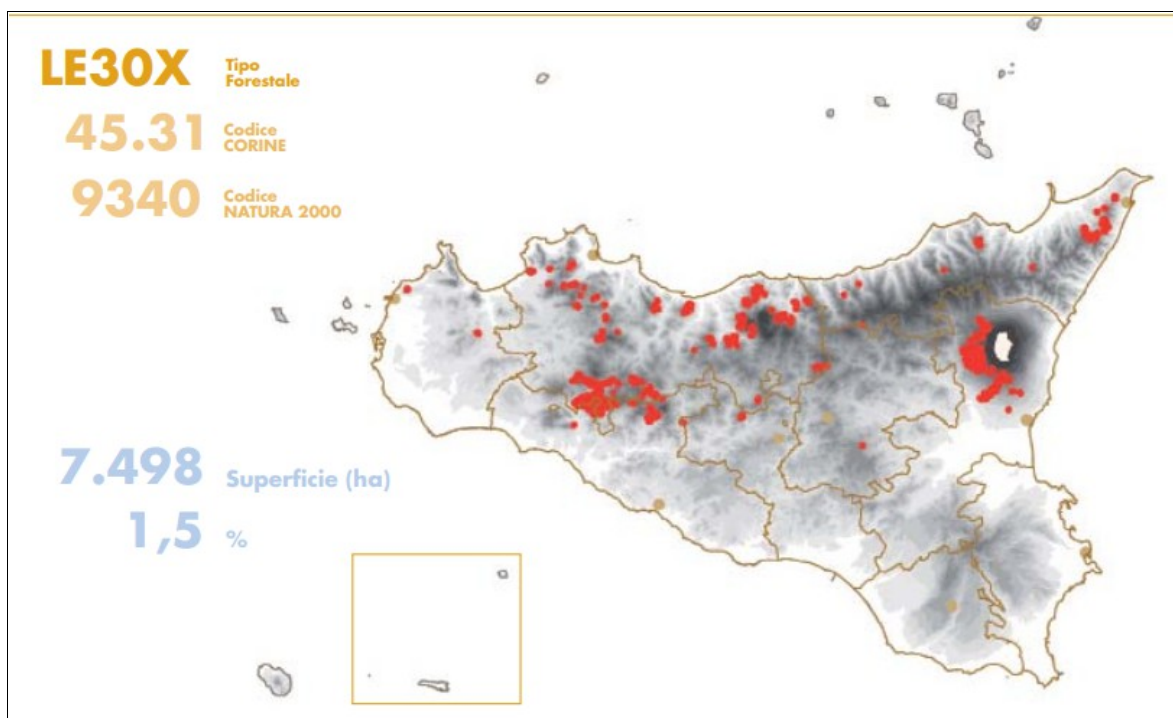 LE30X Tipo
Forestale
45.31 Codice
CORINE
9340 Codice
NATURA 2000
7.498 Superficie (ha)
1,5 %